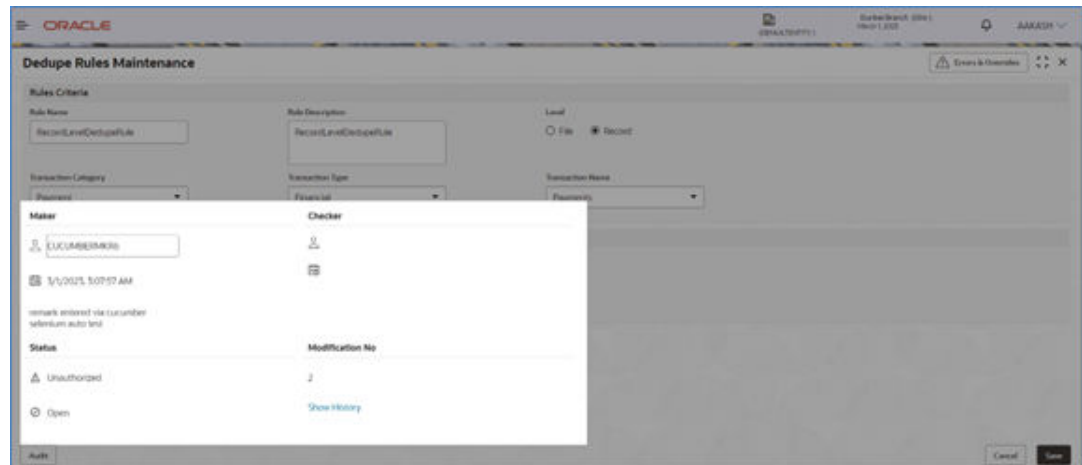 ORACLE
AAKASH
Dedupe Rules Maintenance
Errors & Overrides
Rules Criteria
Rule Name
Rule Description
Level
RecordLevelDedupeRule
RecordLevelDedupeRule
File
Record
Transaction Category
Transaction Type
Transaction Name
Payment
Financial
Payments
Maker
Checker
CUCUMBERMKR6
3/1/2023, 3:07:57 AM
remark entered via cucumber
selenium auto test
Status
Modification No
Unauthorized
2
Open
Show History
Audit
Cancel
Save